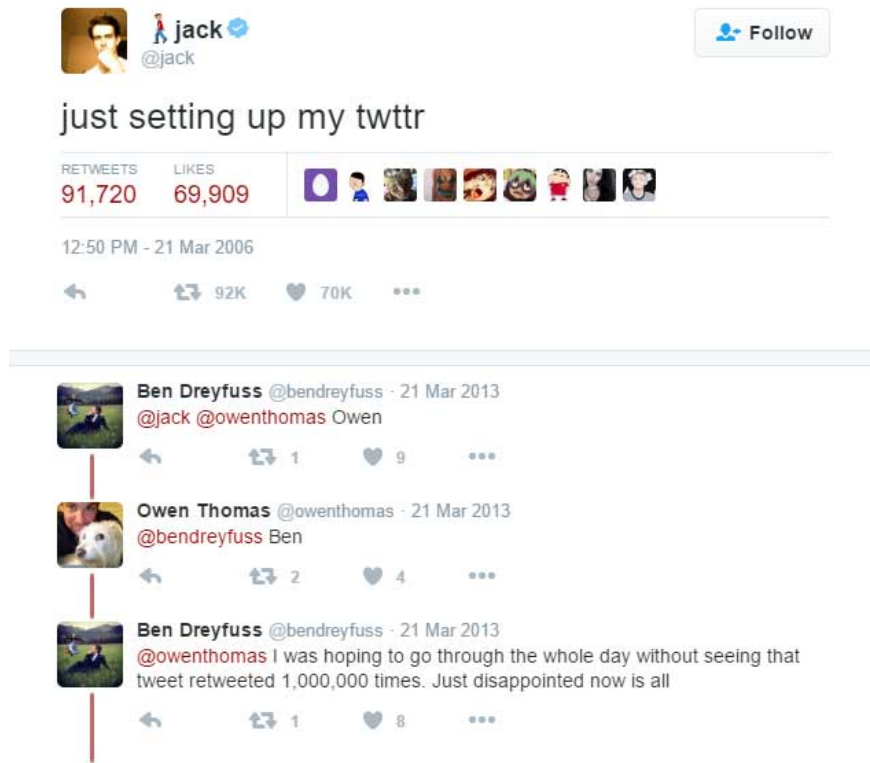 jack
@jack
Follow
just setting up my twttr
RETWEETS LIKES
91,720 69,909
12:50 PM - 21 Mar 2006
92K 70K
Ben Dreyfuss @bendreyfuss · 21 Mar 2013
@jack @owenthomas Owen
1 9
Owen Thomas @owenthomas · 21 Mar 2013
@bendreyfuss Ben
2 4
Ben Dreyfuss @bendreyfuss · 21 Mar 2013
@owenthomas I was hoping to go through the whole day without seeing that
tweet retweeted 1,000,000 times. Just disappointed now is all
1 8